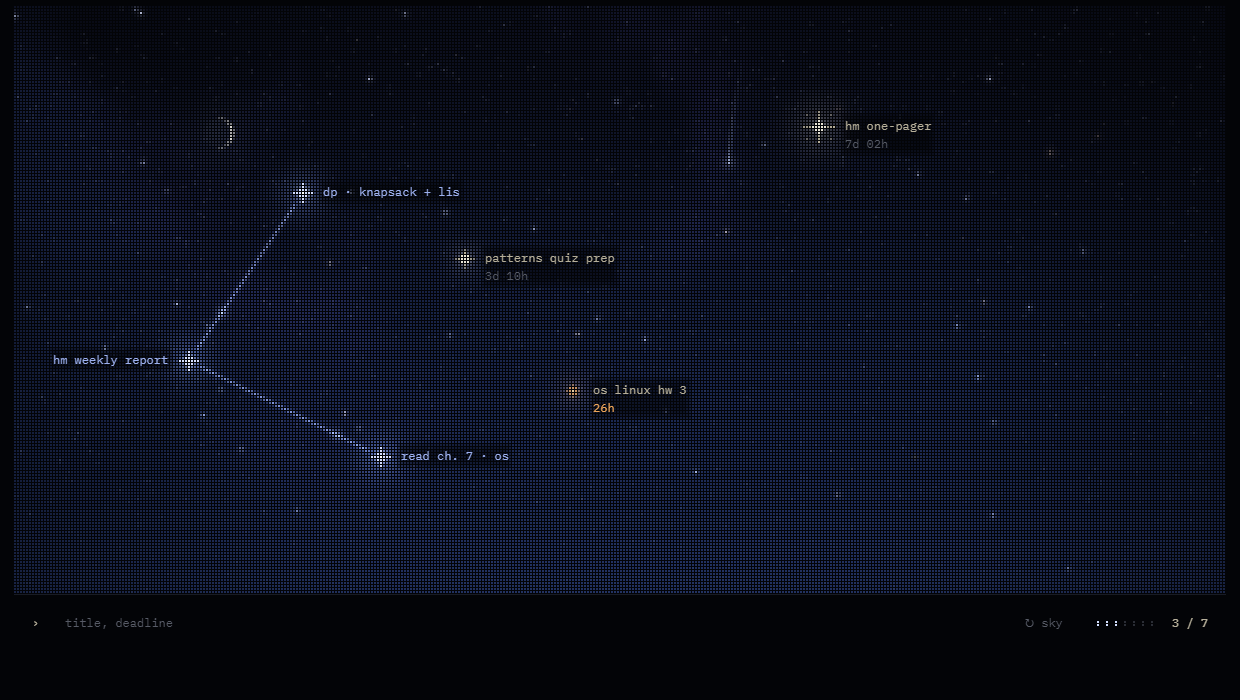 hm one-pager
7d 02h
dp · knapsack + lis
patterns quiz prep
3d 10h
hm weekly report
os linux hw 3
26h
read ch. 7 · os
› title, deadline
↻ sky
3 / 7